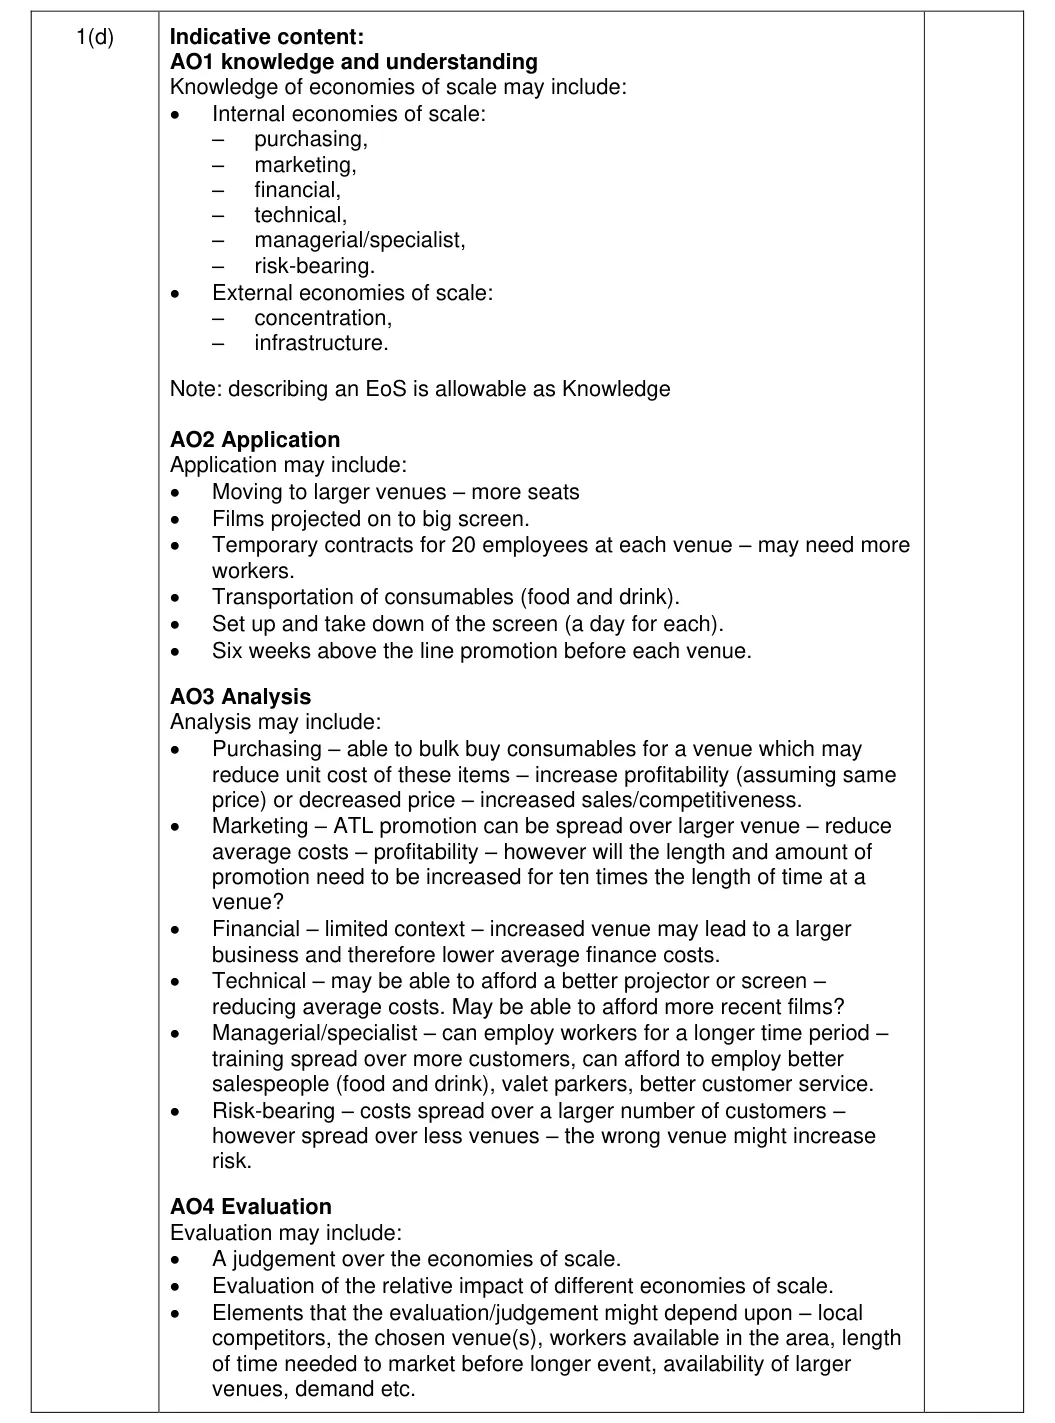 1(d)
Indicative content:
AO1 knowledge and understanding
Knowledge of economies of scale may include:
• Internal economies of scale:
– purchasing,
– marketing,
– financial,
– technical,
– managerial/specialist,
– risk-bearing.
• External economies of scale:
– concentration,
– infrastructure.
Note: describing an EoS is allowable as Knowledge
AO2 Application
Application may include:
• Moving to larger venues – more seats
• Films projected on to big screen.
• Temporary contracts for 20 employees at each venue – may need more
workers.
• Transportation of consumables (food and drink).
• Set up and take down of the screen (a day for each).
• Six weeks above the line promotion before each venue.
AO3 Analysis
Analysis may include:
• Purchasing – able to bulk buy consumables for a venue which may
reduce unit cost of these items – increase profitability (assuming same
price) or decreased price – increased sales/competitiveness.
• Marketing – ATL promotion can be spread over larger venue – reduce
average costs – profitability – however will the length and amount of
promotion need to be increased for ten times the length of time at a
venue?
• Financial – limited context – increased venue may lead to a larger
business and therefore lower average finance costs.
• Technical – may be able to afford a better projector or screen –
reducing average costs. May be able to afford more recent films?
• Managerial/specialist – can employ workers for a longer time period –
training spread over more customers, can afford to employ better
salespeople (food and drink), valet parkers, better customer service.
• Risk-bearing – costs spread over a larger number of customers –
however spread over less venues – the wrong venue might increase
risk.
AO4 Evaluation
Evaluation may include:
• A judgement over the economies of scale.
• Evaluation of the relative impact of different economies of scale.
• Elements that the evaluation/judgement might depend upon – local
competitors, the chosen venue(s), workers available in the area, length
of time needed to market before longer event, availability of larger
venues, demand etc.